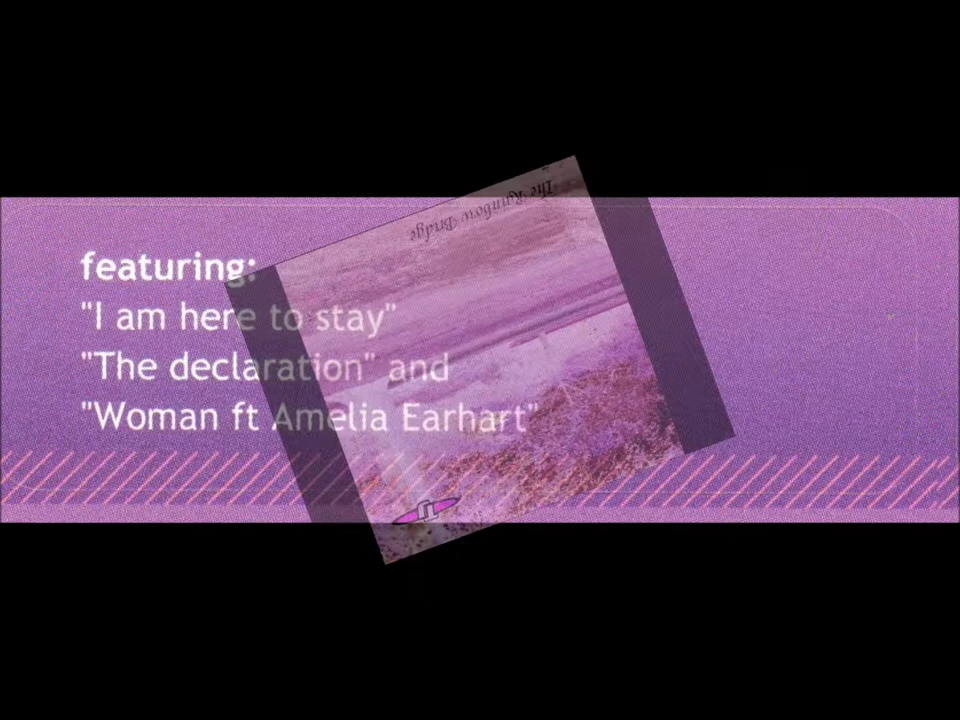 The Rainbow Bridge
featuring:
"I am here to stay"
"The declaration" and
"Woman ft Amelia Earhart"